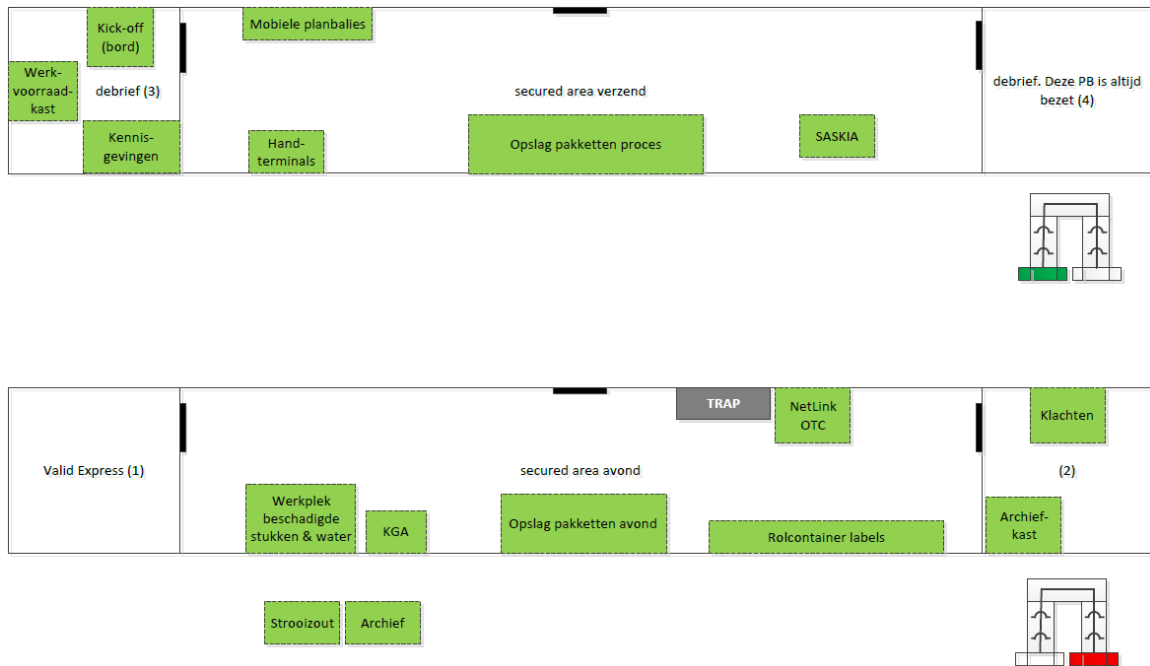 Kick-off
(bord)
Mobiele planbalies
Werk-
voorraad-
kast
debrief (3)
secured area verzend
debrief. Deze PB is altijd
bezet (4)
Kennis-
gevingen
Hand-
terminals
Opslag pakketten proces
SASKIA
TRAP
NetLink
OTC
Klachten
Valid Express (1)
secured area avond
(2)
Werkplek
beschadigde
stukken & water
KGA
Opslag pakketten avond
Rolcontainer labels
Archief-
kast
Strooizout
Archief